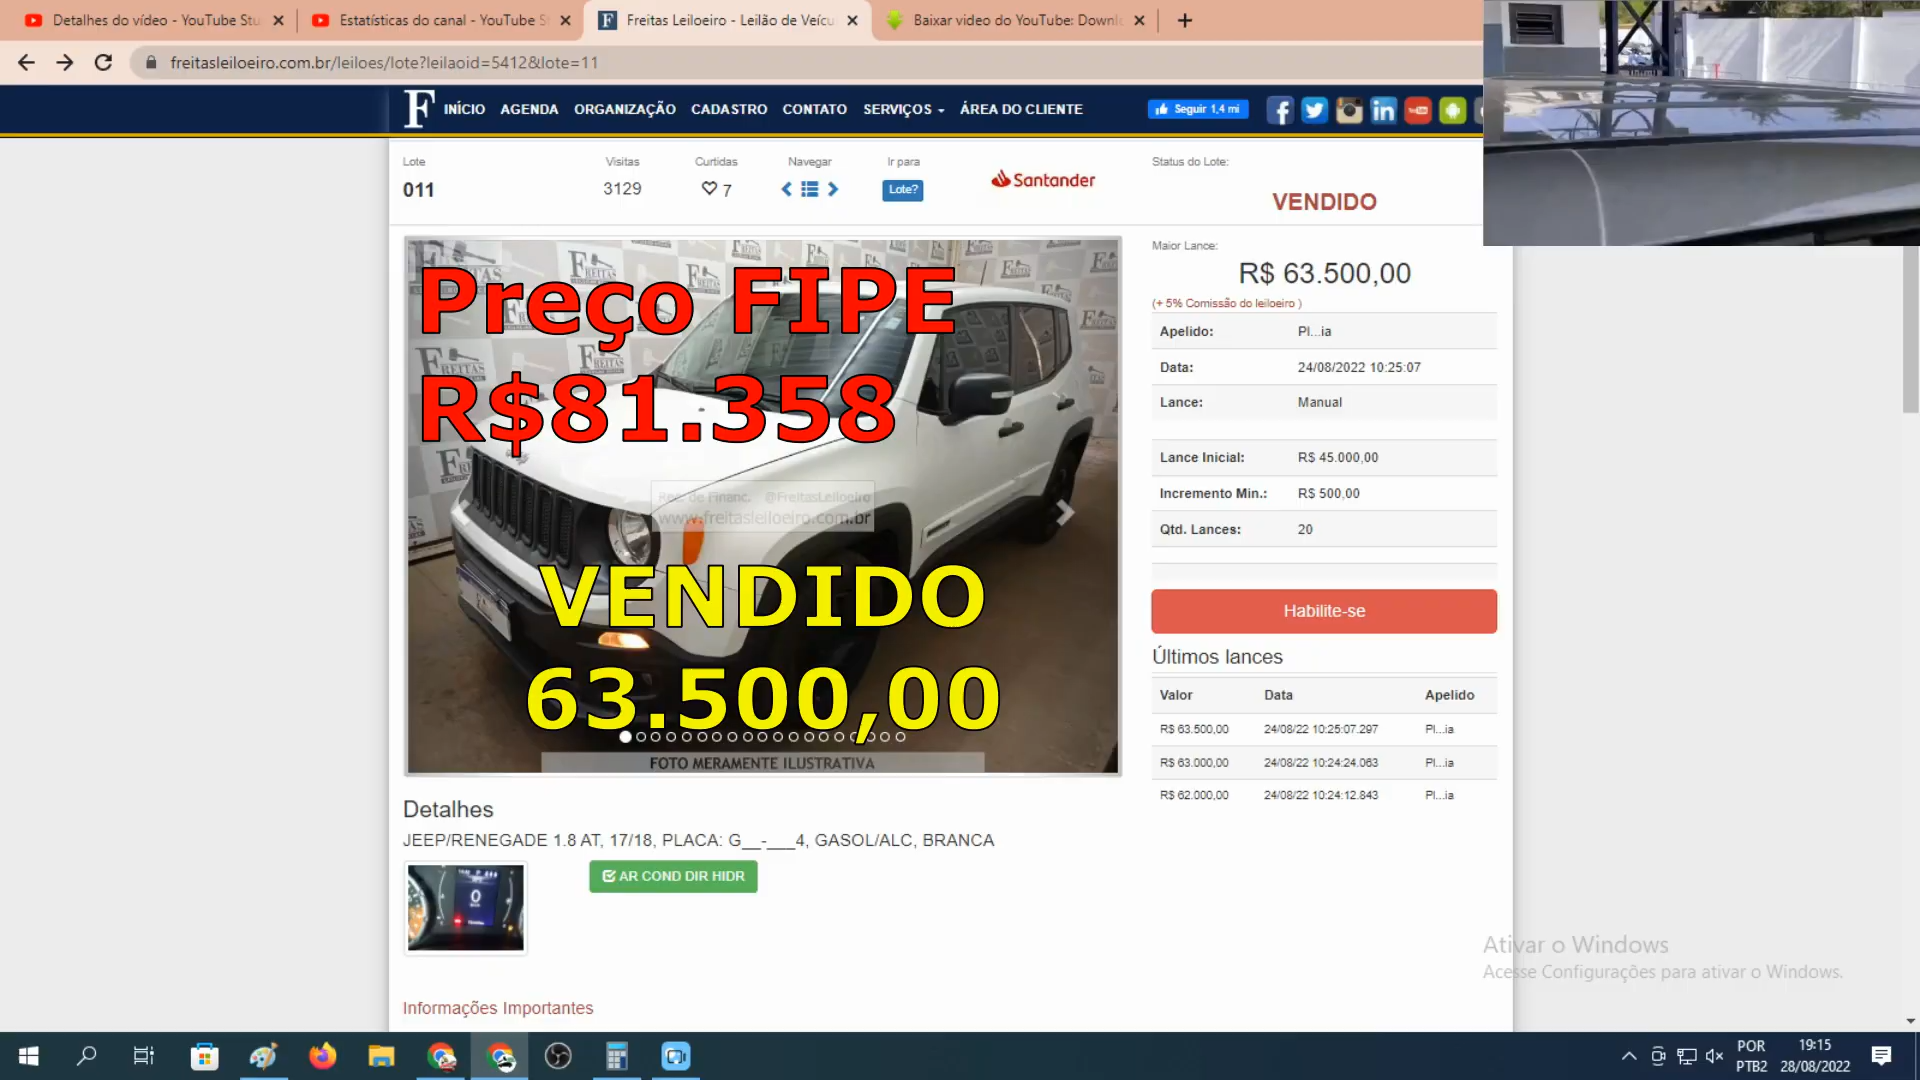 Detalhes do vídeo - YouTube Stu
Estatísticas do canal - YouTube S
Freitas Leiloeiro - Leilão de Veícu
Baixar video do YouTube: Downl
freitasleiloeiro.com.br/leiloes/lote?leilaoid=5412&lote=11
F INÍCIO AGENDA ORGANIZAÇÃO CADASTRO CONTATO SERVIÇOS ÁREA DO CLIENTE
Seguir 1,4 mi
Lote
011
Visitas
3129
Curtidas
7
Navegar
Ir para
Lote?
Santander
Status do Lote:
VENDIDO
Preço FIPE
R$81.358
Rec. de Financ. @FreitasLeiloeiro
www.freitasleiloeiro.com.br
VENDIDO
63.500,00
FOTO MERAMENTE ILUSTRATIVA
Maior Lance:
R$ 63.500,00
(+ 5% Comissão do leiloeiro )
Apelido: Pl...ia
Data: 24/08/2022 10:25:07
Lance: Manual
Lance Inicial: R$ 45.000,00
Incremento Min.: R$ 500,00
Qtd. Lances: 20
Habilite-se
Últimos lances
Valor Data Apelido
R$ 63.500,00 24/08/22 10:25:07.297 Pl...ia
R$ 63.000,00 24/08/22 10:24:24.063 Pl...ia
R$ 62.000,00 24/08/22 10:24:12.843 Pl...ia
Detalhes
JEEP/RENEGADE 1.8 AT, 17/18, PLACA: G__-___4, GASOL/ALC, BRANCA
AR COND DIR HIDR
Informações Importantes
Ativar o Windows
Acesse Configurações para ativar o Windows.
POR
PTB2
19:15
28/08/2022